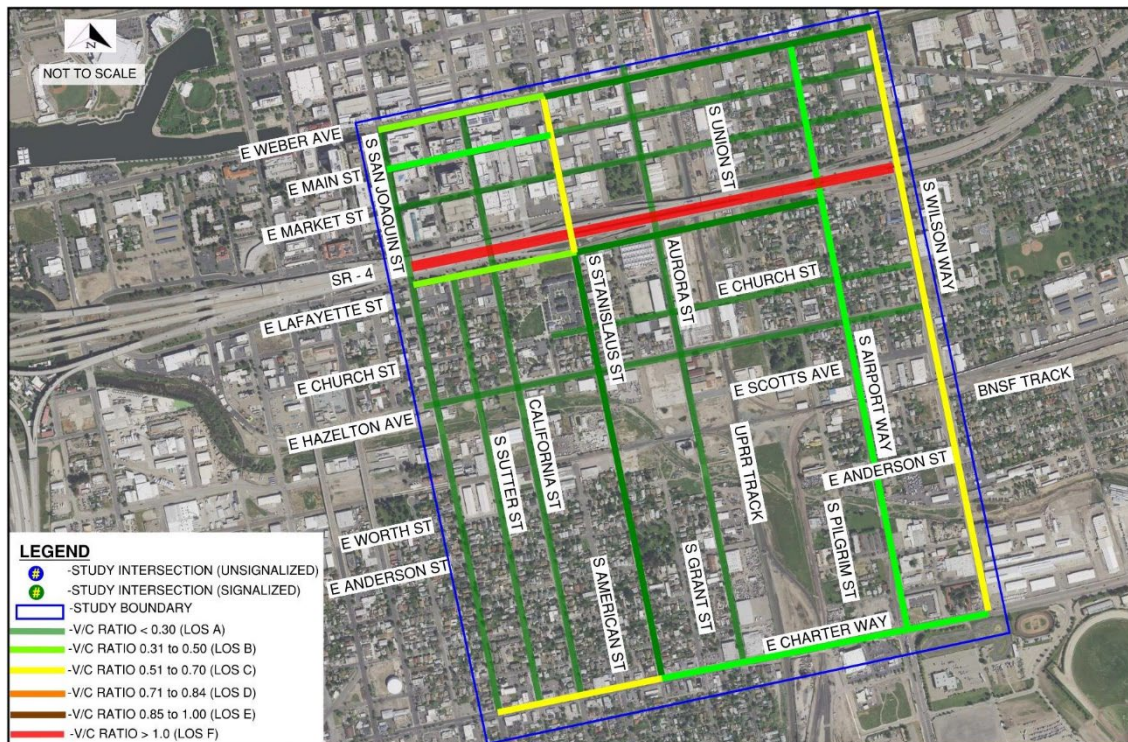 N
NOT TO SCALE
E WEBER AVE
E MAIN ST
E MARKET ST
S SAN JOAQUIN ST
SR - 4
E LAFAYETTE ST
E CHURCH ST
E HAZELTON AVE
E WORTH ST
E ANDERSON ST
S SUTTER ST
CALIFORNIA ST
S STANISLAUS ST
S AMERICAN ST
S GRANT ST
AURORA ST
S UNION ST
E CHURCH ST
E SCOTTS AVE
UPRR TRACK
S PILGRIM ST
S AIRPORT WAY
S WILSON WAY
BNSF TRACK
E ANDERSON ST
E CHARTER WAY
LEGEND
# -STUDY INTERSECTION (UNSIGNALIZED)
# -STUDY INTERSECTION (SIGNALIZED)
-STUDY BOUNDARY
-V/C RATIO < 0.30 (LOS A)
-V/C RATIO 0.31 to 0.50 (LOS B)
-V/C RATIO 0.51 to 0.70 (LOS C)
-V/C RATIO 0.71 to 0.84 (LOS D)
-V/C RATIO 0.85 to 1.00 (LOS E)
-V/C RATIO > 1.0 (LOS F)